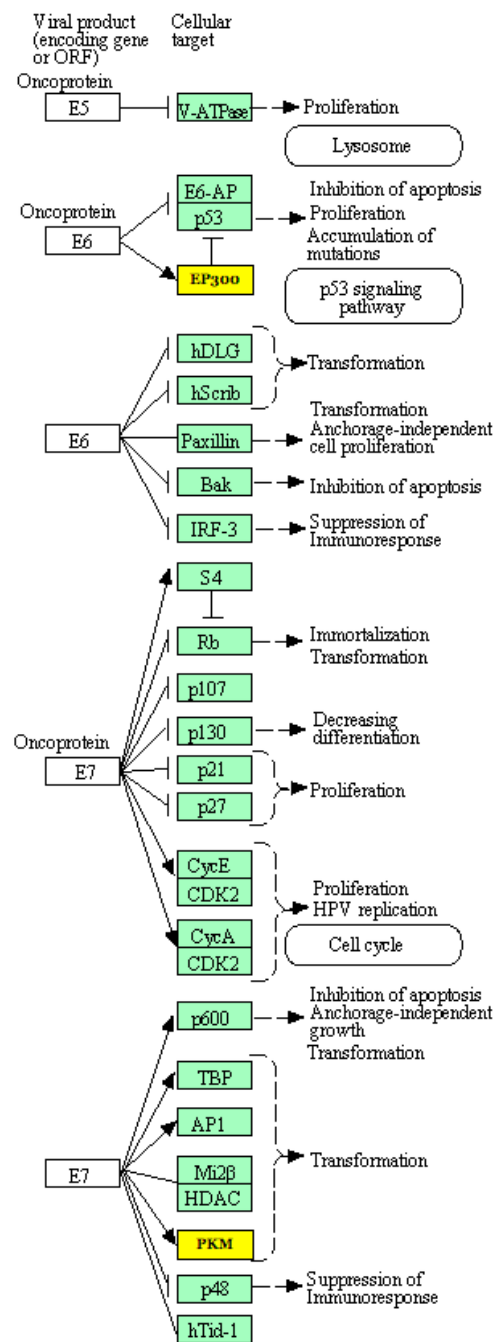 Viral product
(encoding gene
or ORF)
Cellular
target
Oncoprotein
E5
V-ATPase
Proliferation
Lysosome
Oncoprotein
E6
E6-AP
p53
EP300
Inhibition of apoptosis
Proliferation
Accumulation of
mutations
p53 signaling
pathway
E6
hDLG
hScrib
Transformation
Paxillin
Transformation
Anchorage-independent
cell proliferation
Bak
Inhibition of apoptosis
IRF-3
Suppression of
Immunoresponse
Oncoprotein
E7
S4
Rb
Immortalization
Transformation
p107
p130
Decreasing
differentiation
p21
p27
Proliferation
CycE
CDK2
CycA
CDK2
Proliferation
HPV replication
Cell cycle
E7
p600
Inhibition of apoptosis
Anchorage-independent
growth
Transformation
TBP
AP1
Mi2β
HDAC
PKM
Transformation
p48
Suppression of
Immunoresponse
hTid-1